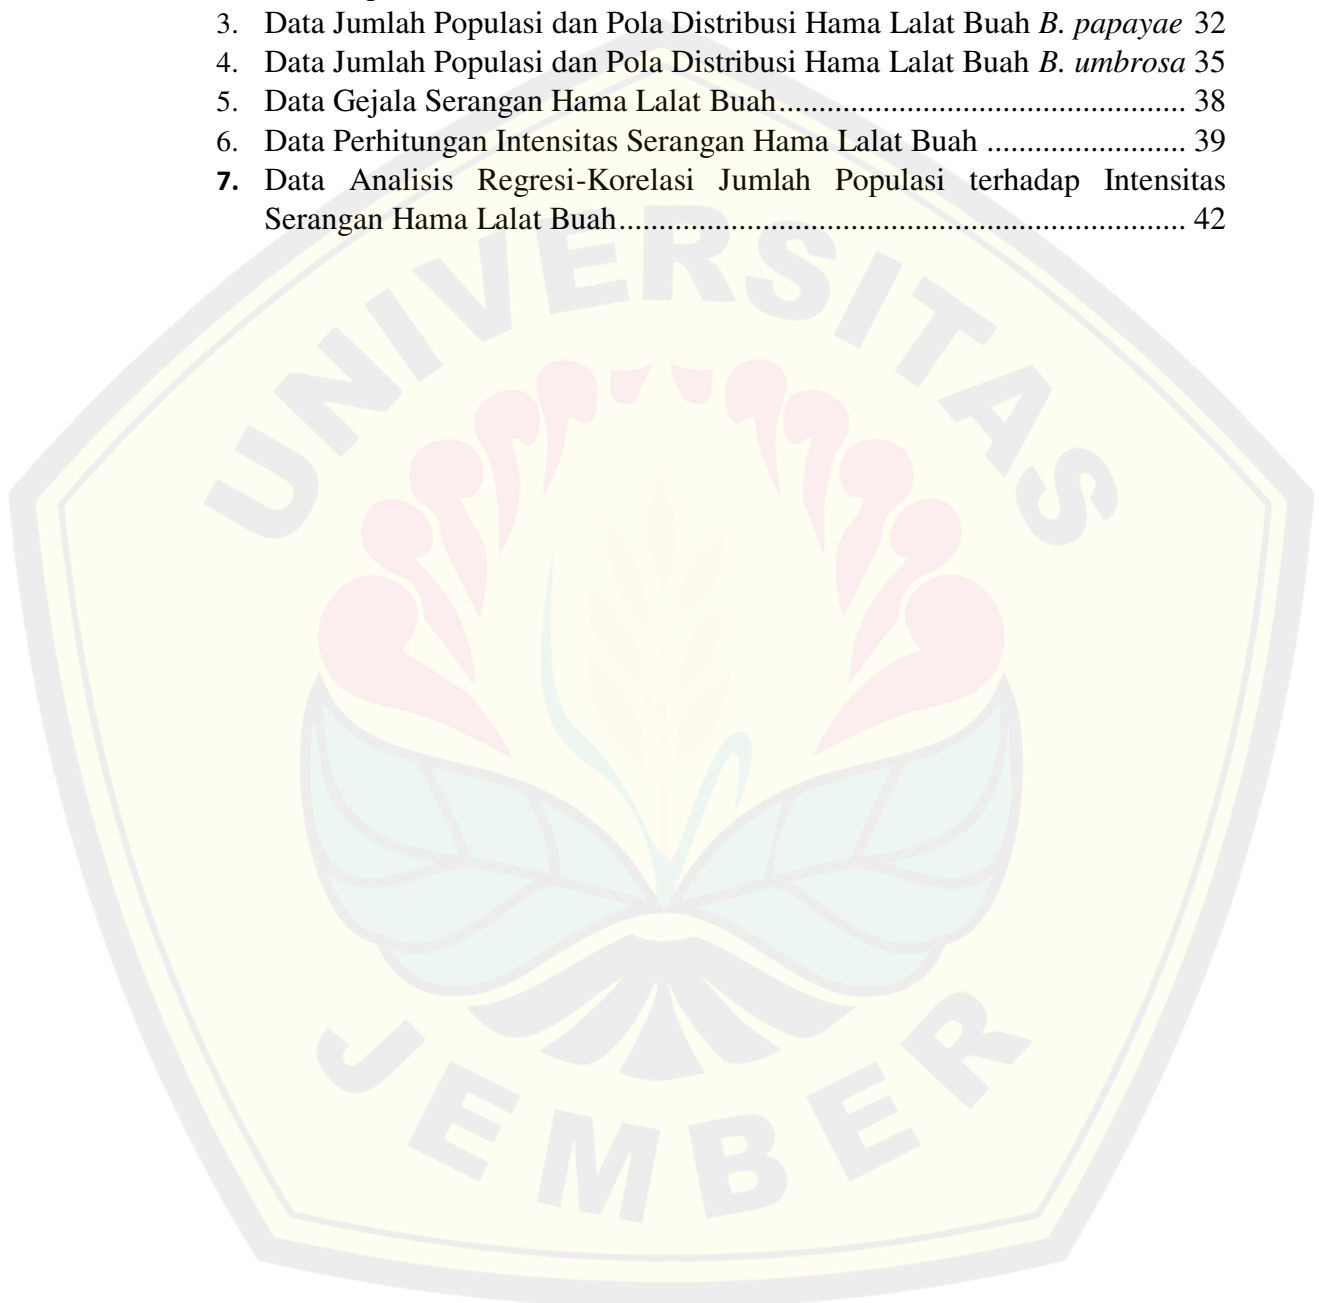 3. Data Jumlah Populasi dan Pola Distribusi Hama Lalat Buah B. papayae 32
4. Data Jumlah Populasi dan Pola Distribusi Hama Lalat Buah B. umbrosa 35
5. Data Gejala Serangan Hama Lalat Buah.................................................. 38
6. Data Perhitungan Intensitas Serangan Hama Lalat Buah ........................ 39
7. Data Analisis Regresi-Korelasi Jumlah Populasi terhadap Intensitas
Serangan Hama Lalat Buah...................................................................... 42
UNIVERSITAS
JEMBER